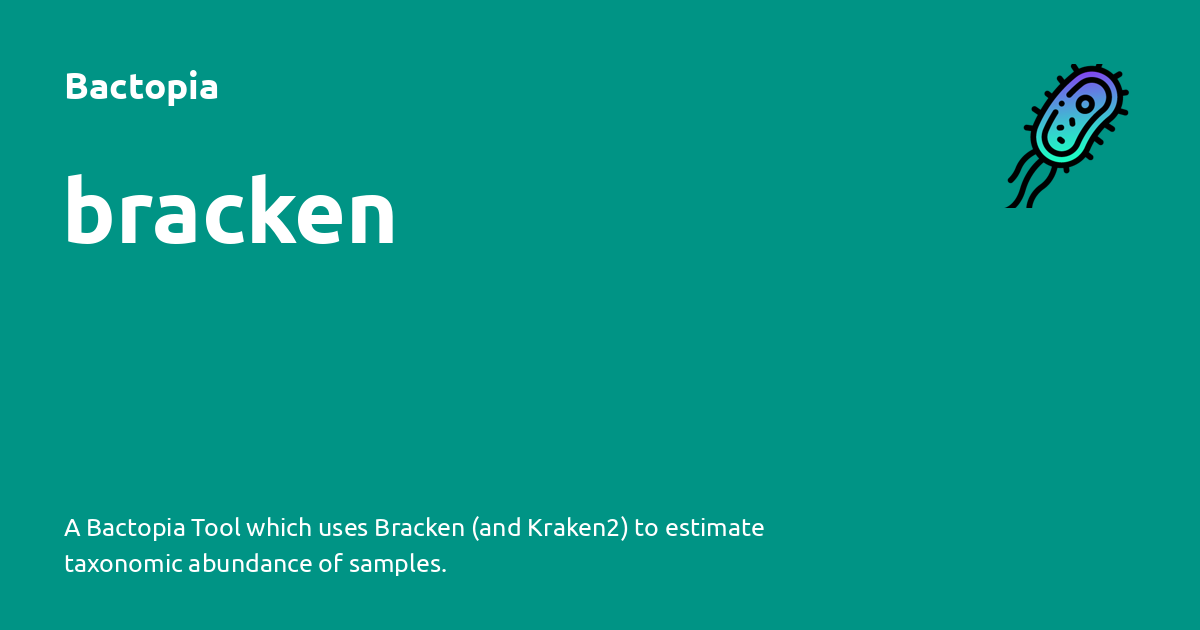 Bactopia
bracken
A Bactopia Tool which uses Bracken (and Kraken2) to estimate
taxonomic abundance of samples.